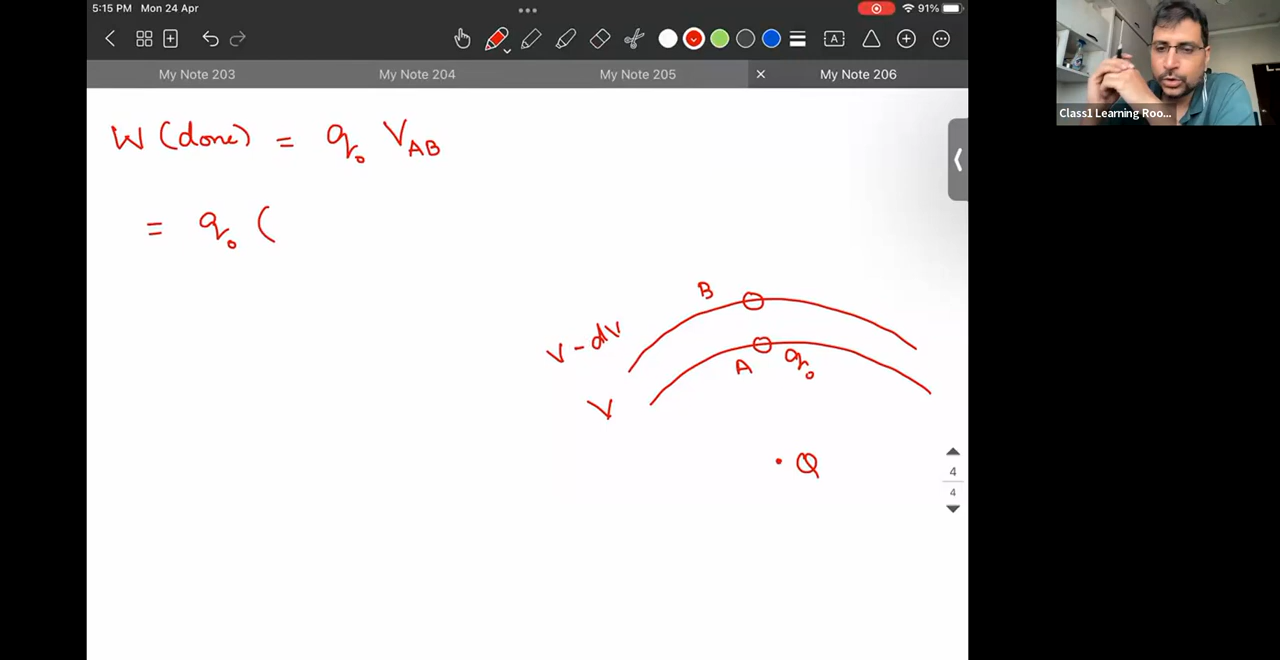 5:15 PM Mon 24 Apr
91%
A
My Note 203
My Note 204
My Note 205
My Note 206
Class1 Learning Roo...
W (done) = q₀ V_AB
= q₀ (
B
V - dV
A q₀
V
. Q
4
4